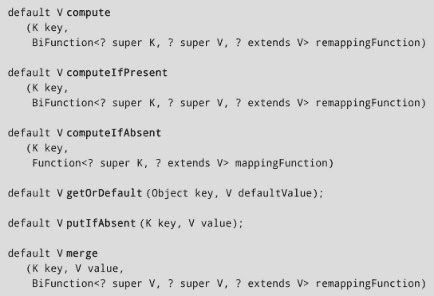 default V compute
(K key,
BiFunction<? super K, ? super V, ? extends V> remappingFunction)
default V computeIfPresent
(K key,
BiFunction<? super K, ? super V, ? extends V> remappingFunction)
default V computeIfAbsent
(K key,
Function<? super K, ? extends V> mappingFunction)
default V getOrDefault(Object key, V defaultValue);
default V putIfAbsent(K key, V value);
default V merge
(K key, V value,
BiFunction<? super V, ? super V, ? extends V> remappingFunction)